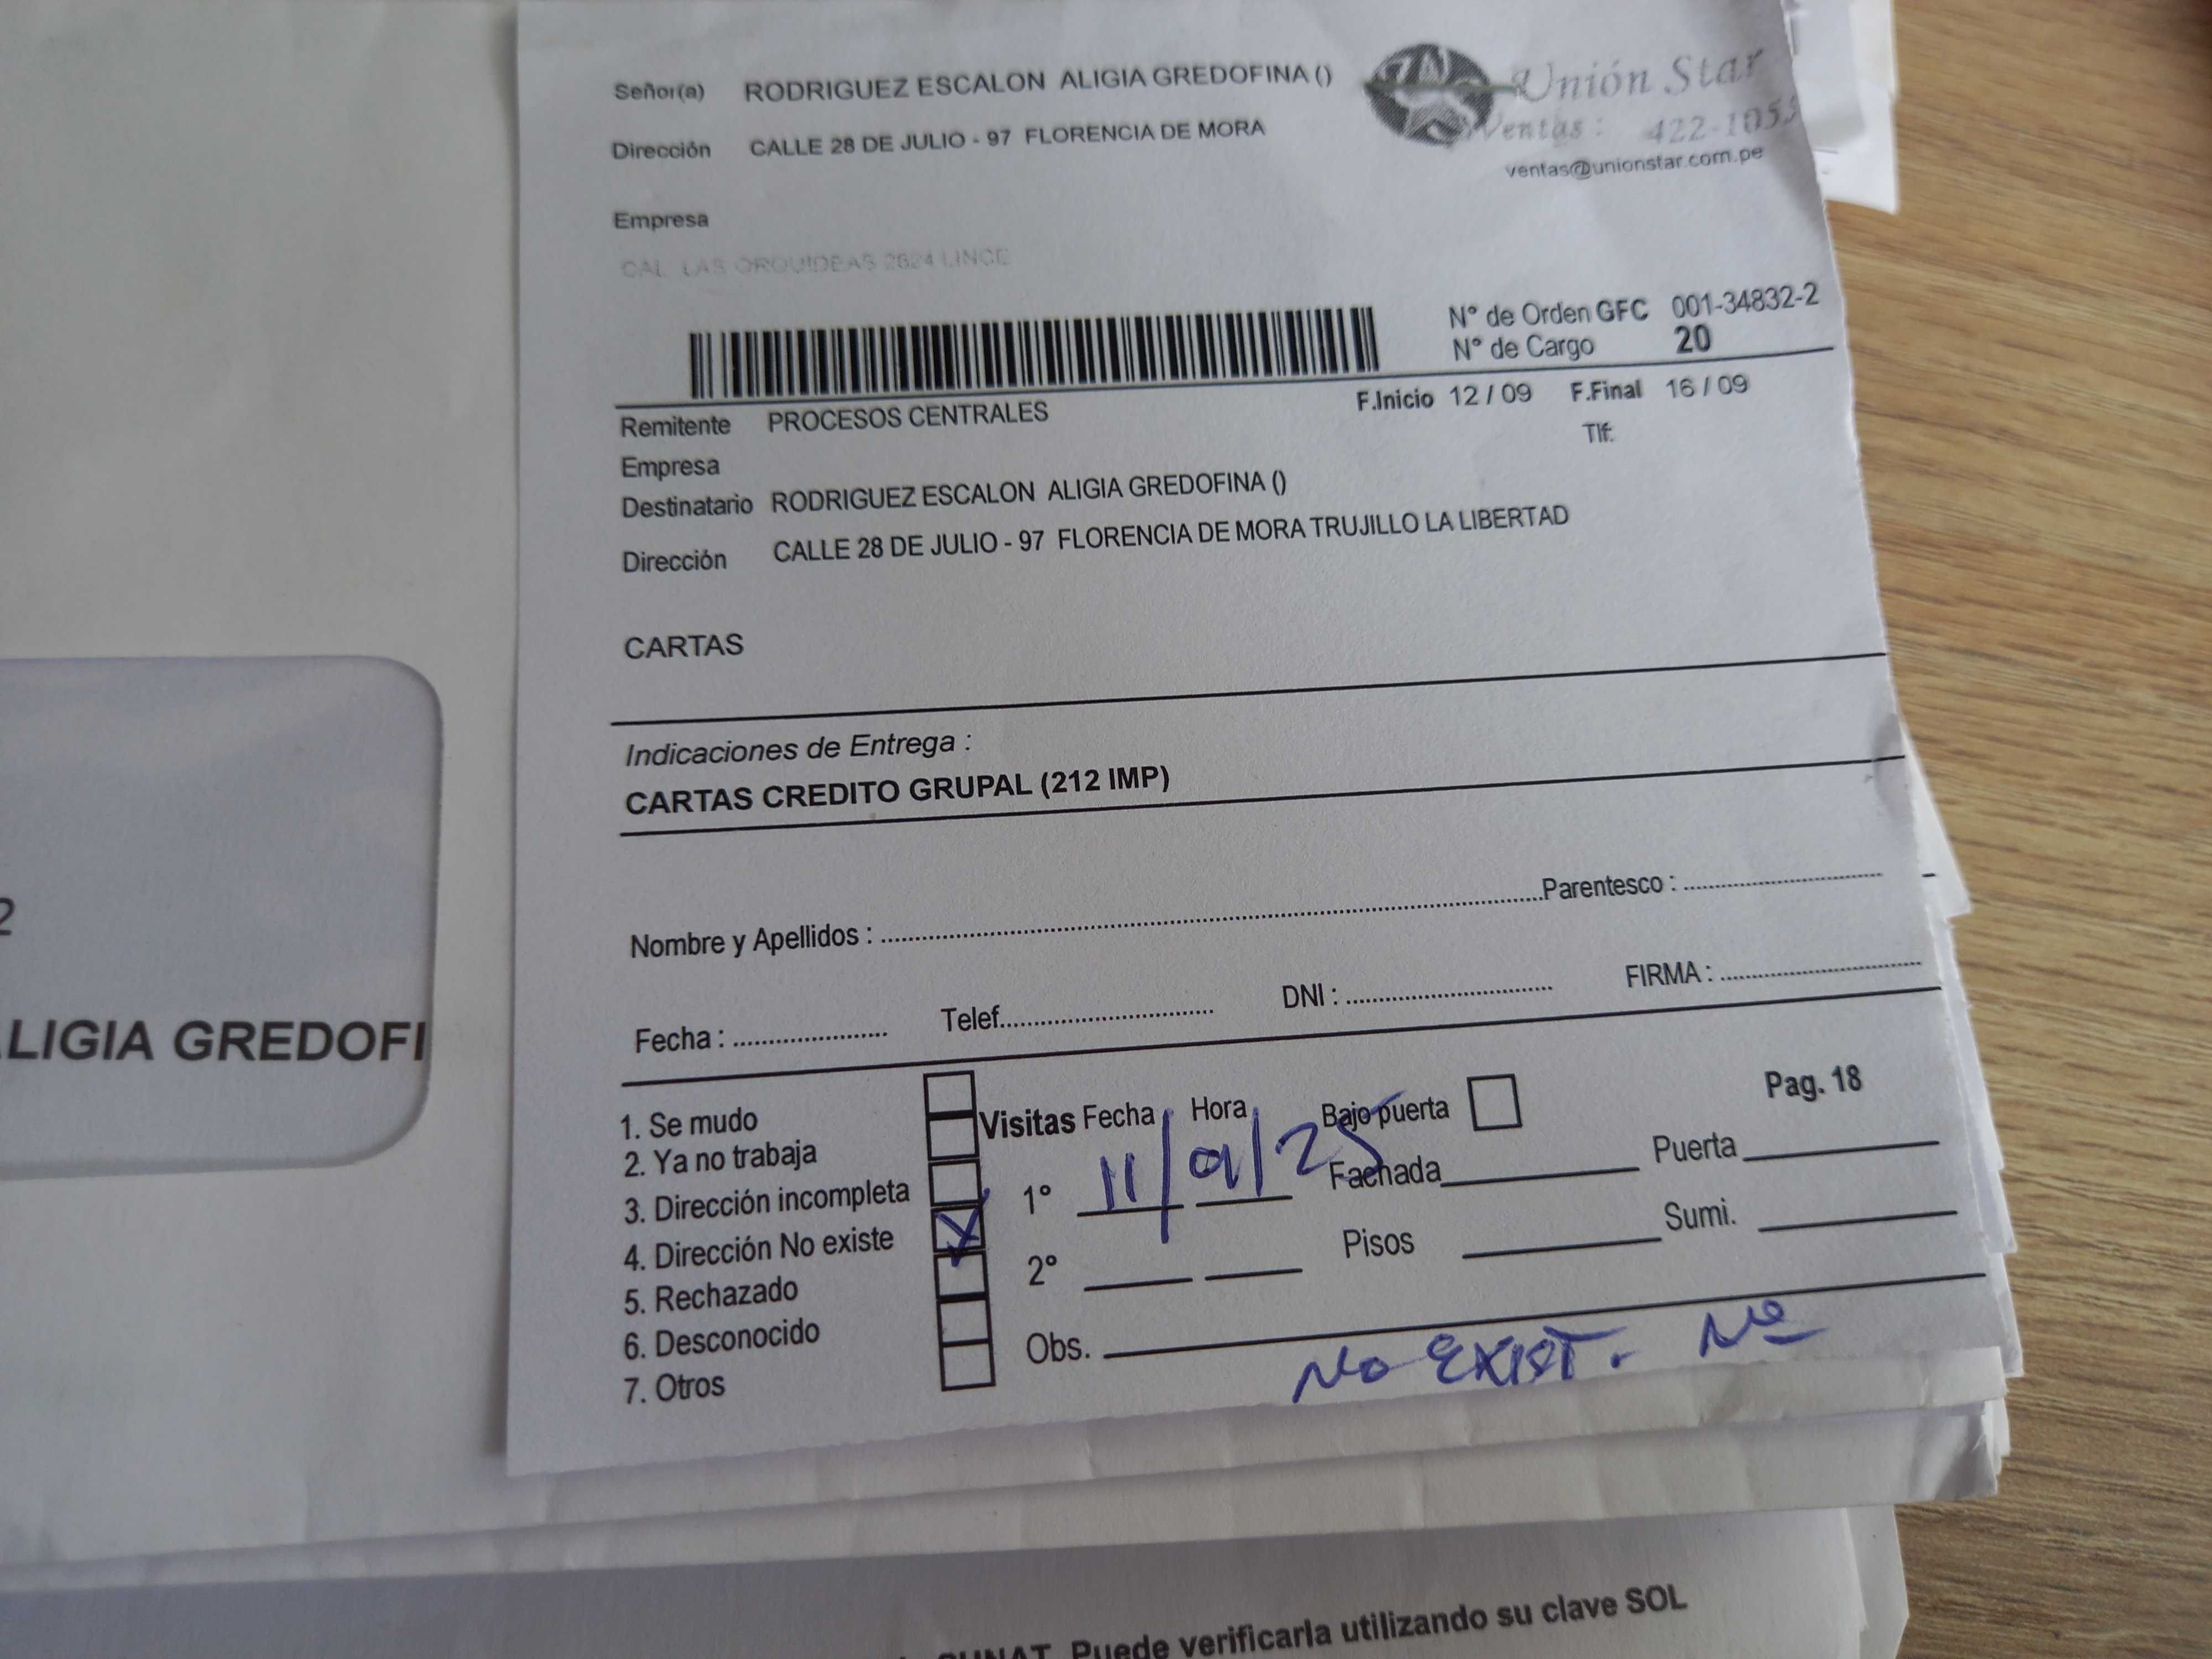 Señor(a) RODRIGUEZ ESCALON ALIGIA GREDOFINA ()
Dirección CALLE 28 DE JULIO - 97 FLORENCIA DE MORA
Unión Star
Ventas : 422-1055
ventas@unionstar.com.pe
Empresa
CAL. LAS ORQUIDEAS 2624 LINCE
N° de Orden GFC 001-34832-2
N° de Cargo 20
F.Inicio 12 / 09 F.Final 16 / 09
Remitente PROCESOS CENTRALES
Tlf:
Empresa
Destinatario RODRIGUEZ ESCALON ALIGIA GREDOFINA ()
Dirección CALLE 28 DE JULIO - 97 FLORENCIA DE MORA TRUJILLO LA LIBERTAD
CARTAS
Indicaciones de Entrega :
CARTAS CREDITO GRUPAL (212 IMP)
Nombre y Apellidos : Parentesco :
Fecha : Telef. DNI : FIRMA :
Pag. 18
1. Se mudo
2. Ya no trabaja
3. Dirección incompleta
4. Dirección No existe
5. Rechazado
6. Desconocido
7. Otros
Visitas Fecha Hora Bajo puerta
1° 11/09/25 Fachada Puerta
2° Pisos Sumi.
Obs.
No EXIST. Nº
2
LIGIA GREDOFI
Puede verificarla utilizando su clave SOL